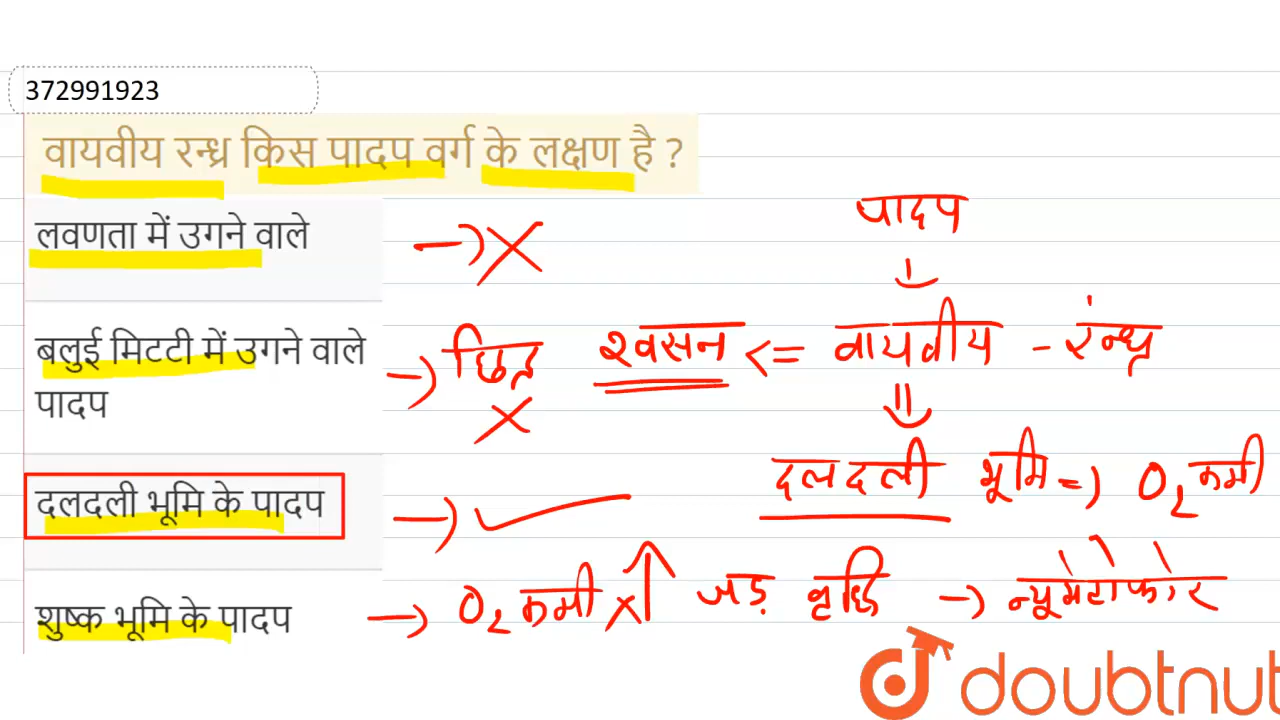 372991923
वायवीय रन्ध्र किस पादप वर्ग के लक्षण है ?
लवणता में उगने वाले
बलुई मिटटी में उगने वाले
पादप
दलदली भूमि के पादप
शुष्क भूमि के पादप
पादप
श्वसन <= वायवीय - रंन्ध्र
छिद्र
दलदली भूमि => O2 कमी
O2 कमी जड़ वृद्धि → न्यूमेटोफोर
doubtnut